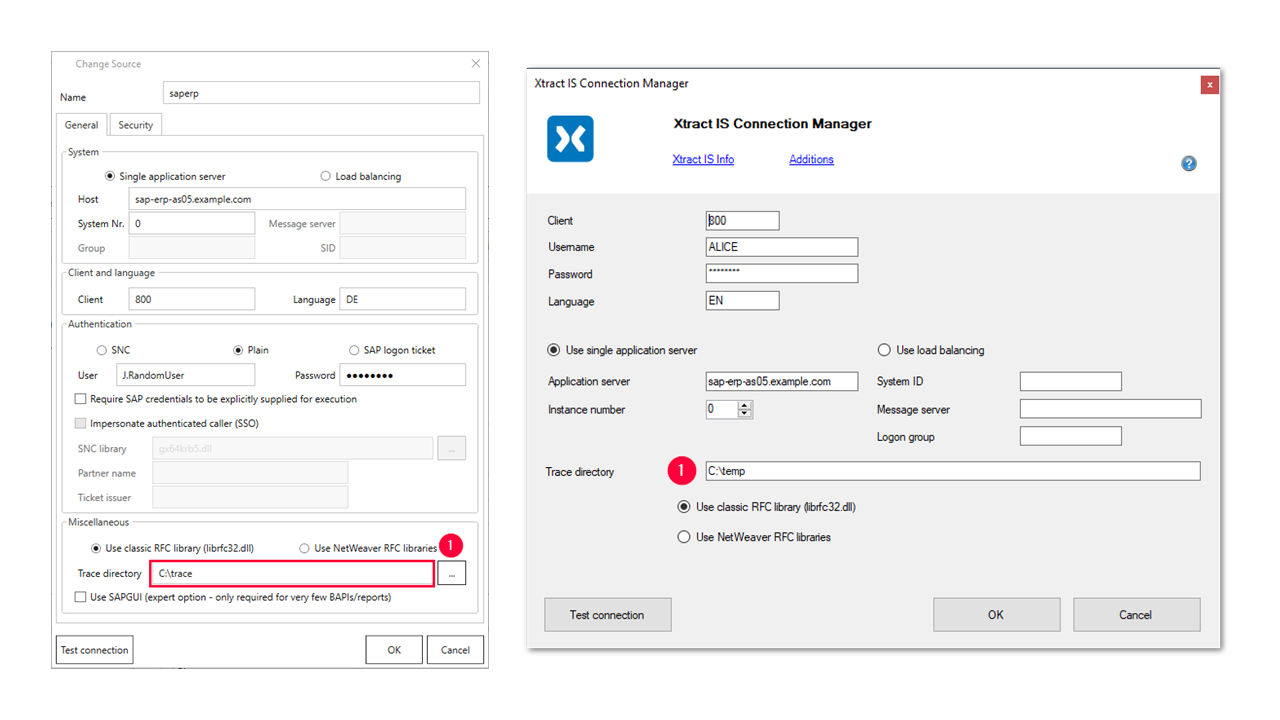 Change Source
Name saperp
General Security
System
Single application server Load balancing
Host sap-erp-as05.example.com
System Nr. 0 Message server
Group SID
Client and language
Client 800 Language DE
Authentication
SNC Plain SAP logon ticket
User J.RandomUser Password ●●●●●●●●
Require SAP credentials to be explicitly supplied for execution
Impersonate authenticated caller (SSO)
SNC library gx64krb5.dll ...
Partner name
Ticket issuer
Miscellaneous
Use classic RFC library (librfc32.dll) Use NetWeaver RFC libraries 1
Trace directory C:\trace ...
Use SAPGUI (expert option - only required for very few BAPIs/reports)
Test connection OK Cancel
Xtract IS Connection Manager x
Xtract IS Connection Manager
Xtract IS Info Additions ?
Client 800
Username ALICE
Password ********
Language EN
Use single application server Use load balancing
Application server sap-erp-as05.example.com System ID
Instance number 0 Message server
Logon group
Trace directory 1 C:\temp
Use classic RFC library (librfc32.dll)
Use NetWeaver RFC libraries
Test connection OK Cancel